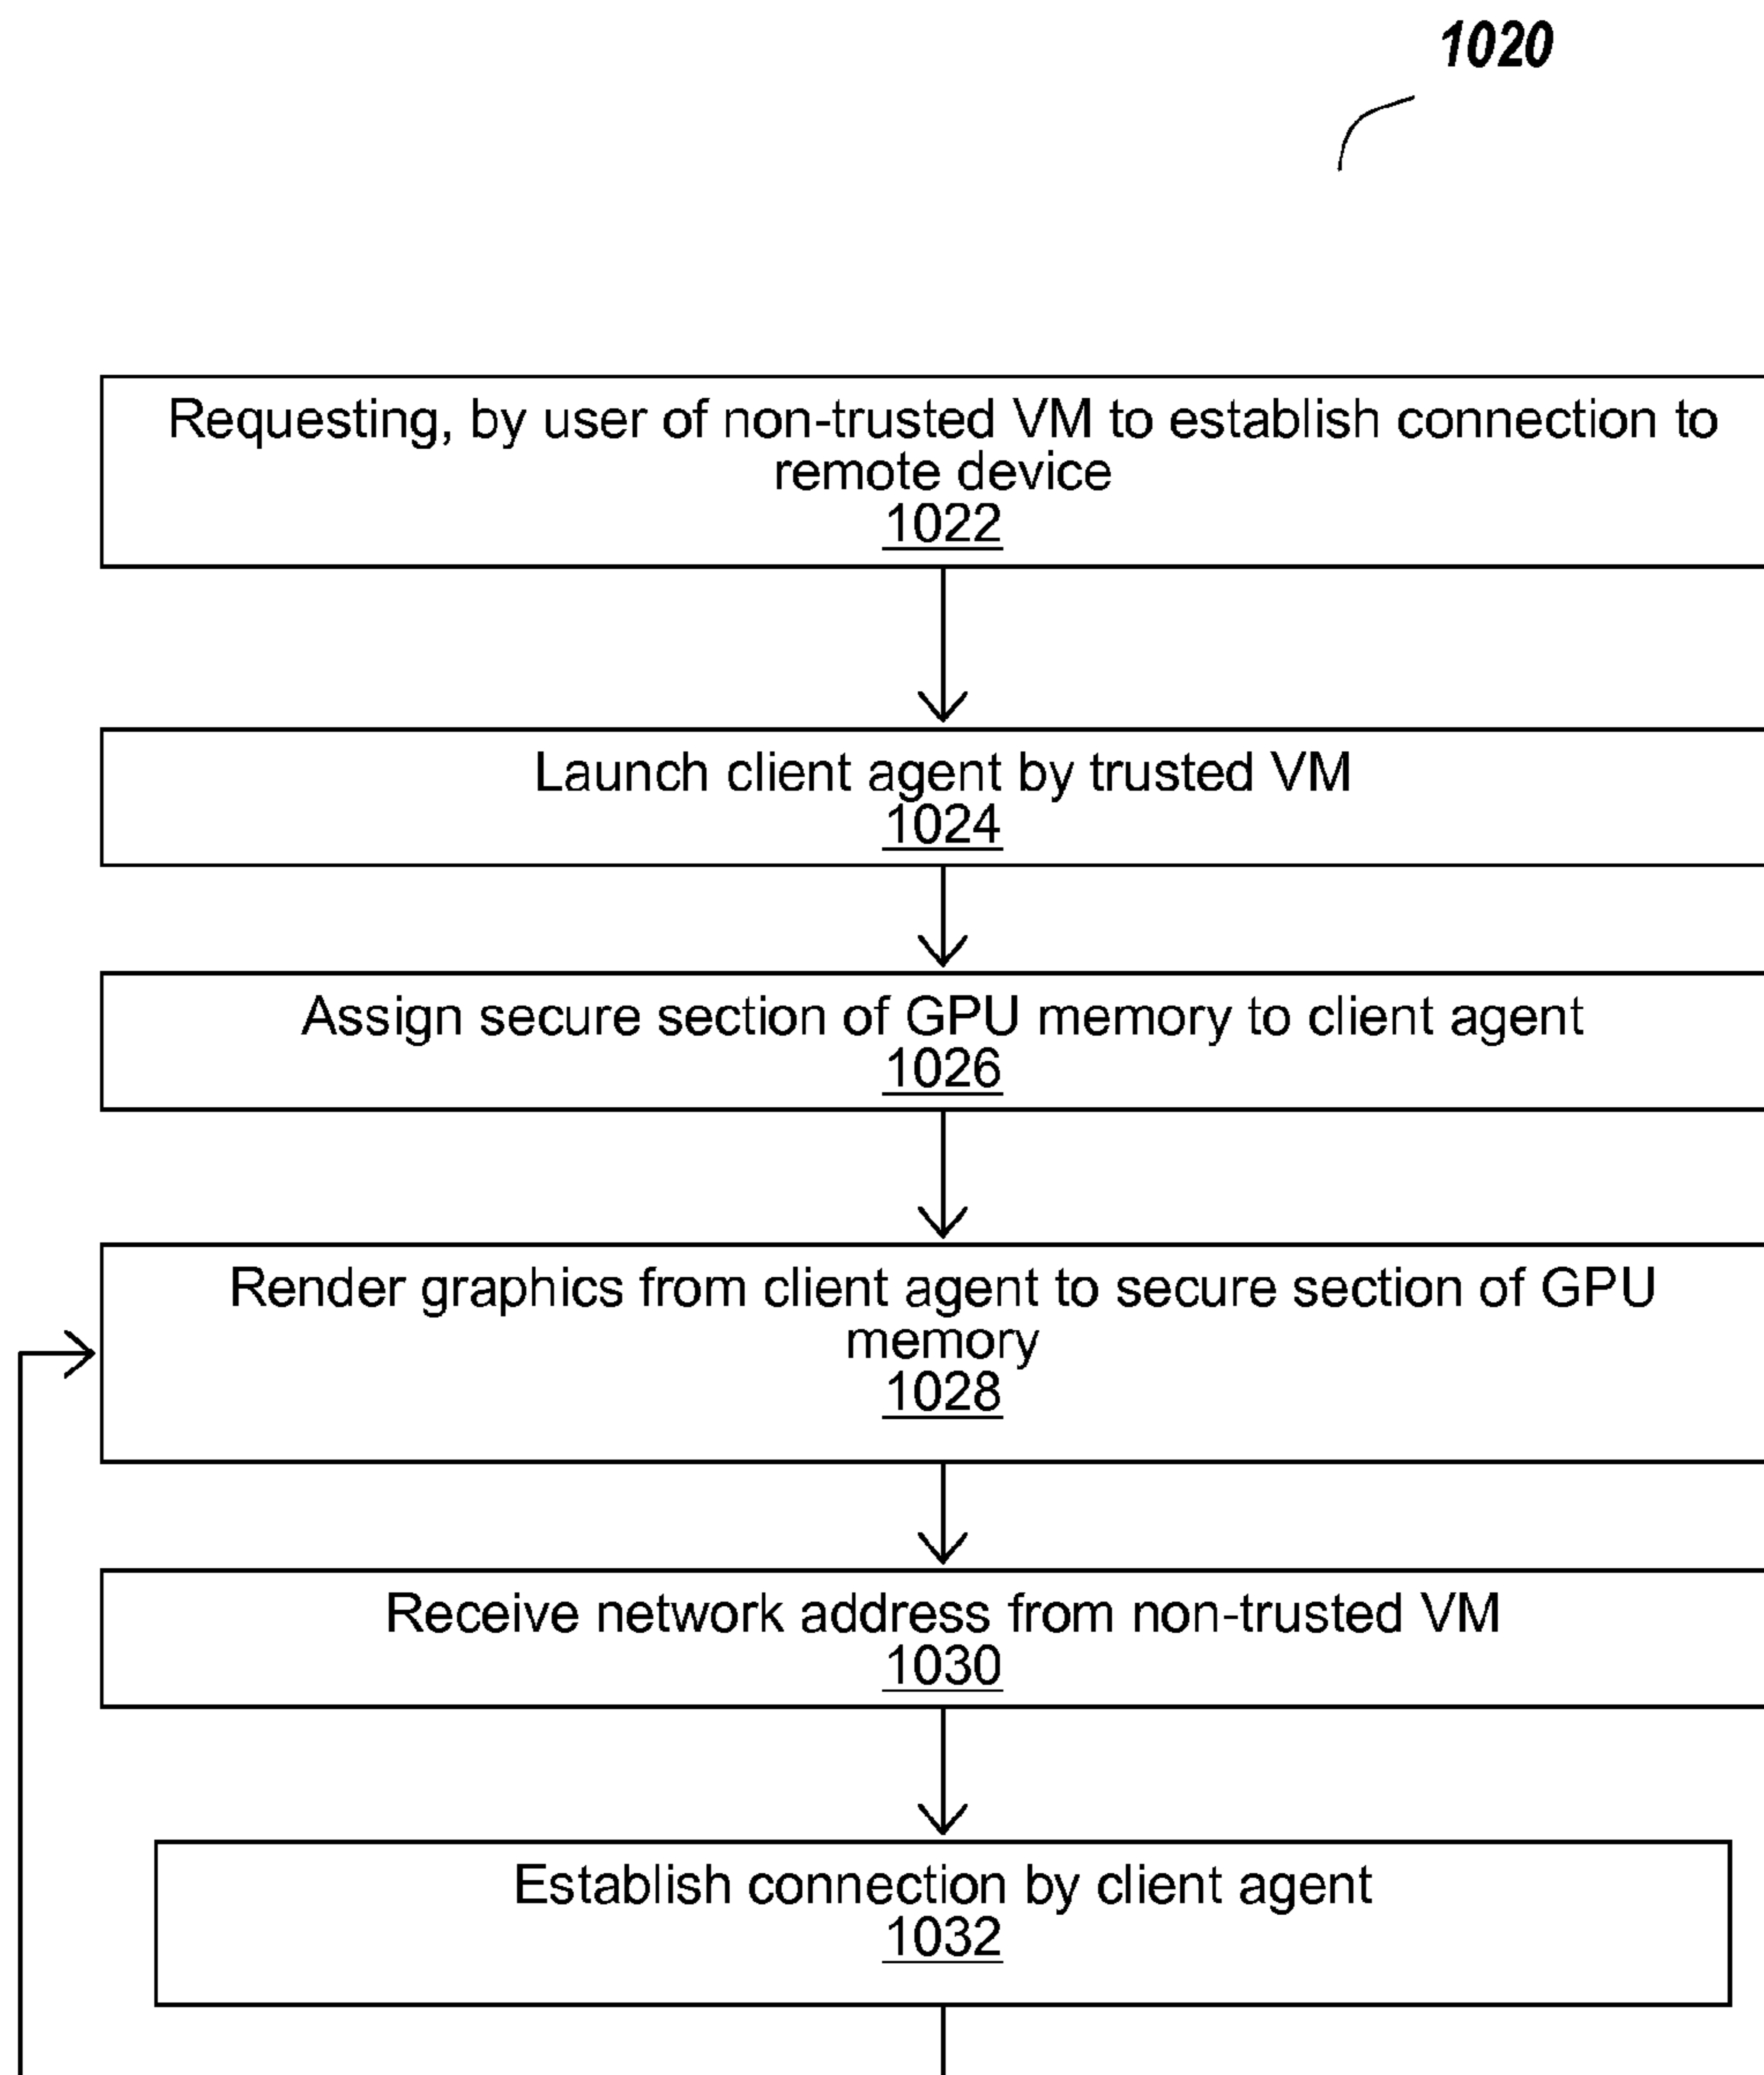 1020
Requesting, by user of non-trusted VM to establish connection to
remote device
1022
Launch client agent by trusted VM
1024
Assign secure section of GPU memory to client agent
1026
Render graphics from client agent to secure section of GPU
memory
1028
Receive network address from non-trusted VM
1030
Establish connection by client agent
1032